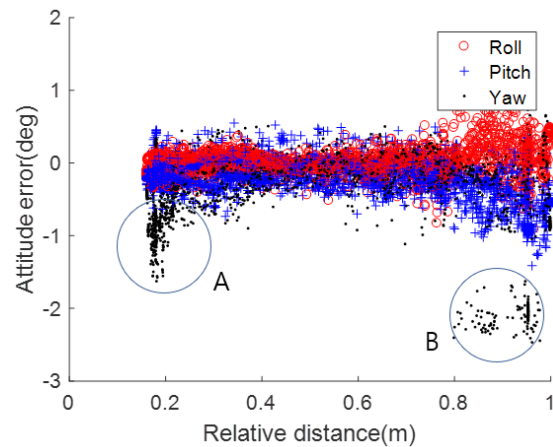 2
1
0
-1
-2
-3
Attitude error(deg)
Roll
Pitch
Yaw
A
B
0 0.2 0.4 0.6 0.8 1
Relative distance(m)